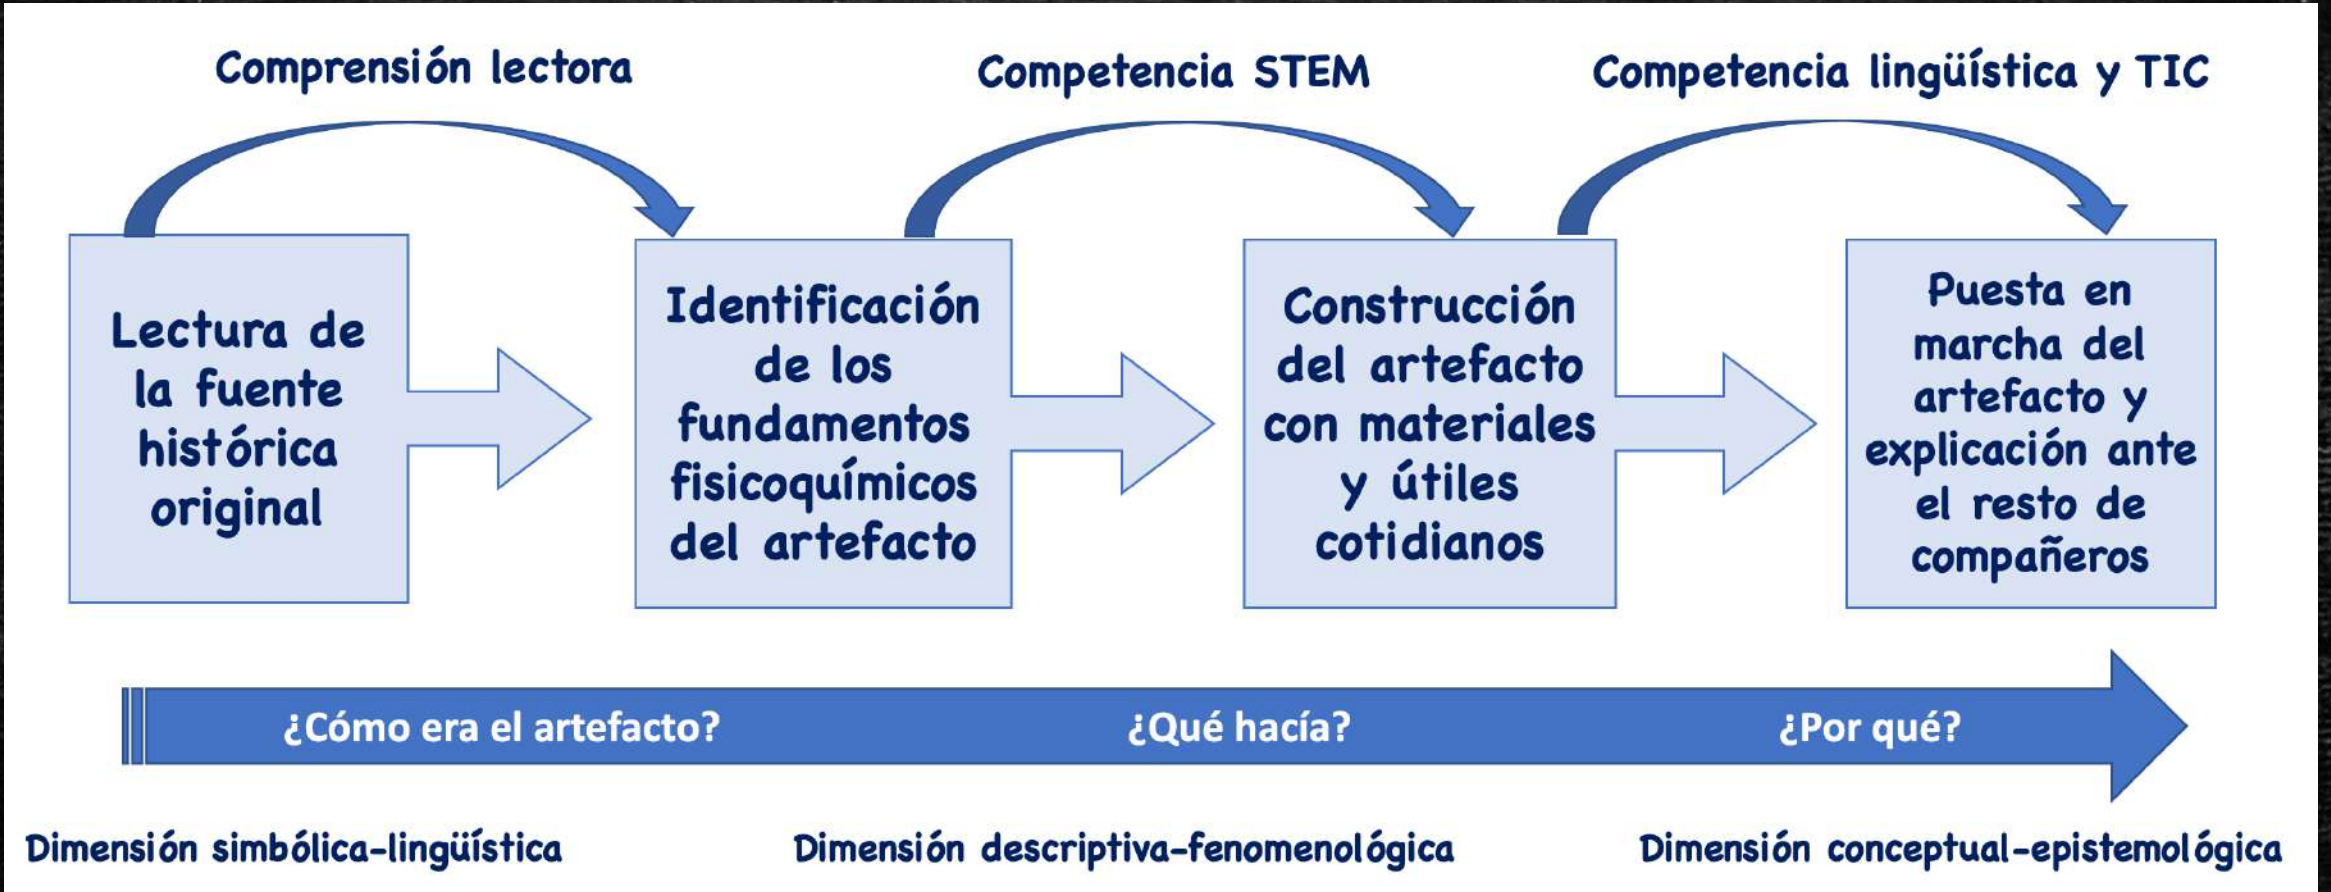 Comprensión lectora
Competencia STEM
Competencia lingüística y TIC
Lectura de
la fuente
histórica
original
Identificación
de los
fundamentos
fisicoquímicos
del artefacto
Construcción
del artefacto
con materiales
y útiles
cotidianos
Puesta en
marcha del
artefacto y
explicación ante
el resto de
compañeros
¿Cómo era el artefacto?
¿Qué hacía?
¿Por qué?
Dimensión simbólica-lingüística
Dimensión descriptiva-fenomenológica
Dimensión conceptual-epistemológica